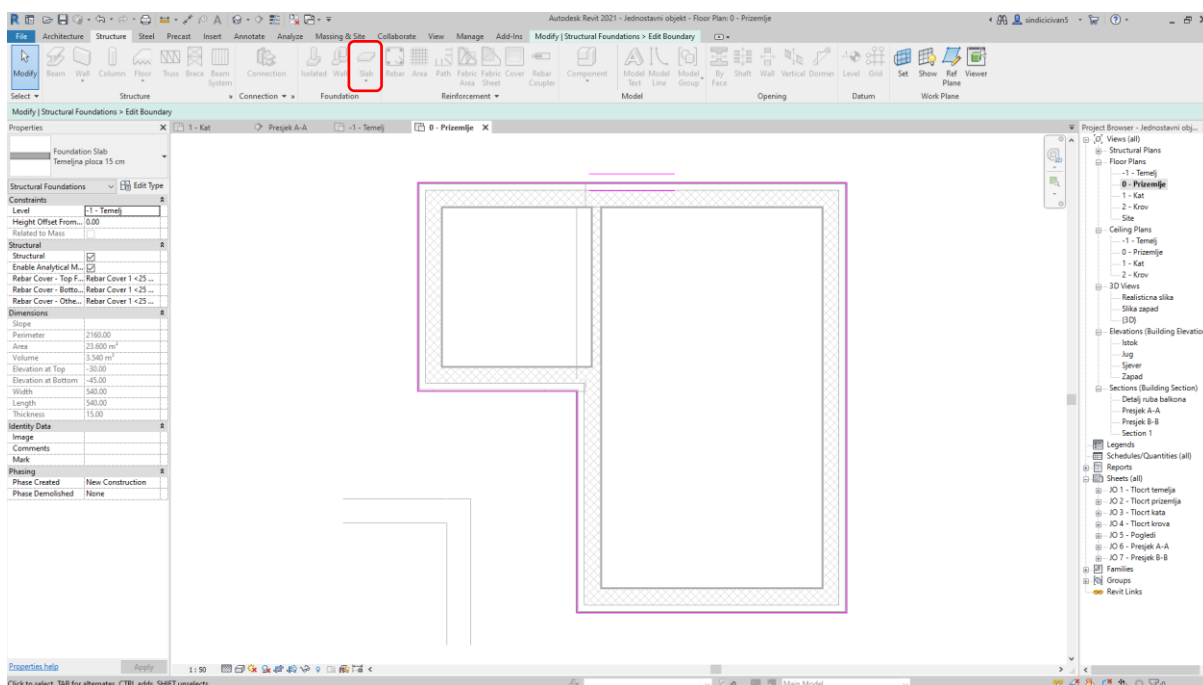 Autodesk Revit 2021 - Jednostavni objekt - Floor Plan: 0 - Prizemlje
sindicicivan5
File Architecture Structure Steel Precast Insert Annotate Analyze Massing & Site Collaborate View Manage Add-Ins Modify | Structural Foundations > Edit Boundary
Modify Beam Wall Column Floor Truss Brace Beam System Connection Isolated Wall Slab Rebar Area Path Fabric Area Fabric Sheet Cover Rebar Coupler Component Model Text Model Line Model Group By Face Shaft Wall Vertical Dormer Level Grid Set Show Ref Plane Viewer
Select Structure Connection Foundation Reinforcement Model Opening Datum Work Plane
Modify | Structural Foundations > Edit Boundary
Properties
1 - Kat Presjek A-A -1 - Temelj 0 - Prizemlje
Foundation Slab
Temeljna ploca 15 cm
Structural Foundations Edit Type
Constraints
Level -1 - Temelj
Height Offset From... 0.00
Related to Mass
Structural
Structural
Enable Analytical M...
Rebar Cover - Top F... Rebar Cover 1 <25 ...
Rebar Cover - Botto... Rebar Cover 1 <25 ...
Rebar Cover - Othe... Rebar Cover 1 <25 ...
Dimensions
Slope
Perimeter 2160.00
Area 23.600 m²
Volume 3.540 m³
Elevation at Top -30.00
Elevation at Bottom -45.00
Width 540.00
Length 540.00
Thickness 15.00
Identity Data
Image
Comments
Mark
Phasing
Phase Created New Construction
Phase Demolished None
Properties help Apply
1 : 50
Click to select, TAB for alternates, CTRL adds, SHIFT unselects.
Main Model
Project Browser - Jednostavni obj...
Views (all)
Structural Plans
Floor Plans
-1 - Temelj
0 - Prizemlje
1 - Kat
2 - Krov
Site
Ceiling Plans
-1 - Temelj
0 - Prizemlje
1 - Kat
2 - Krov
3D Views
Realisticna slika
Slika zapad
{3D}
Elevations (Building Elevatio
Istok
Jug
Sjever
Zapad
Sections (Building Section)
Detalj ruba balkona
Presjek A-A
Presjek B-B
Section 1
Legends
Schedules/Quantities (all)
Reports
Sheets (all)
JO 1 - Tlocrt temelja
JO 2 - Tlocrt prizemlja
JO 3 - Tlocrt kata
JO 4 - Tlocrt krova
JO 5 - Pogledi
JO 6 - Presjek A-A
JO 7 - Presjek B-B
Families
Groups
Revit Links